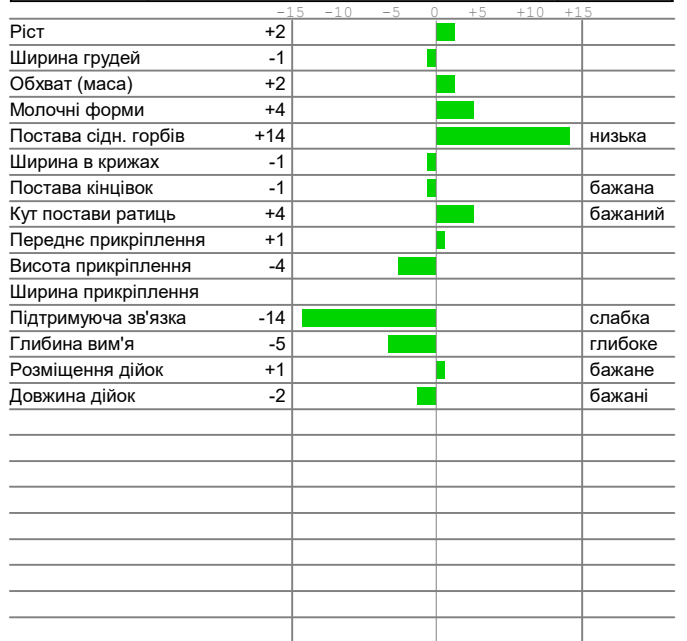 -15 -10 -5 0 +5 +10 +15
Ріст +2
Ширина грудей -1
Обхват (маса) +2
Молочні форми +4
Постава сідн. горбів +14 низька
Ширина в крижах -1
Постава кінцівок -1 бажана
Кут постави ратиць +4 бажаний
Переднє прикріплення +1
Висота прикріплення -4
Ширина прикріплення
Підтримуюча зв'язка -14 слабка
Глибина вим'я -5 глибоке
Розміщення дійок +1 бажане
Довжина дійок -2 бажані